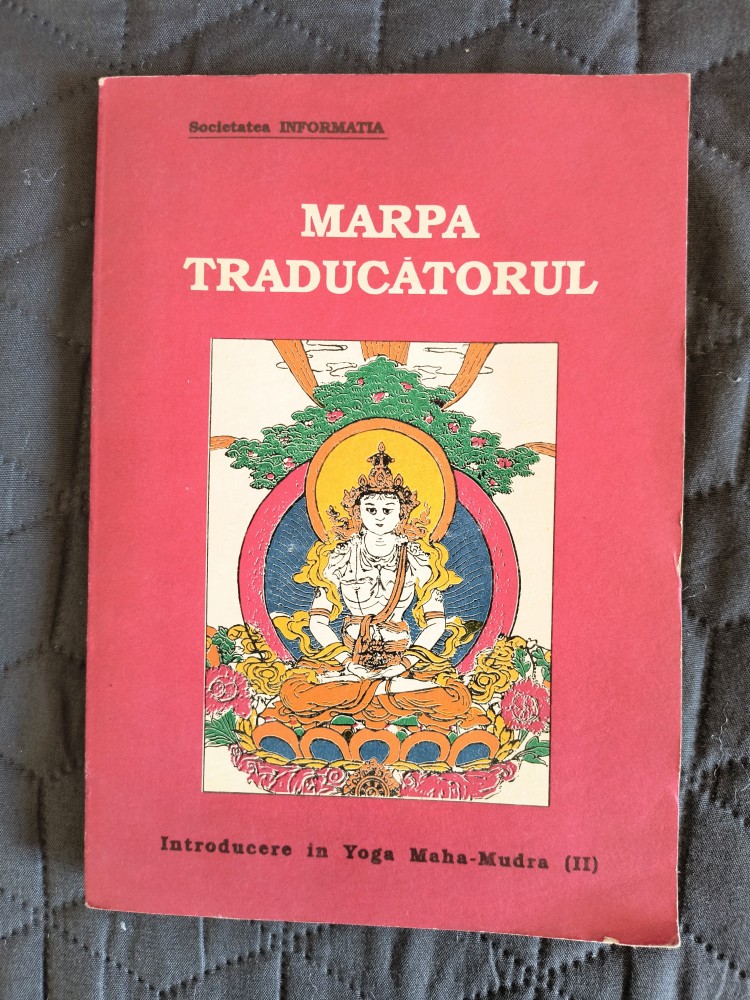 Societatea INFORMATIA
MARPA
TRADUCĂTORUL
Introducere in Yoga Maha-Mudra (II)